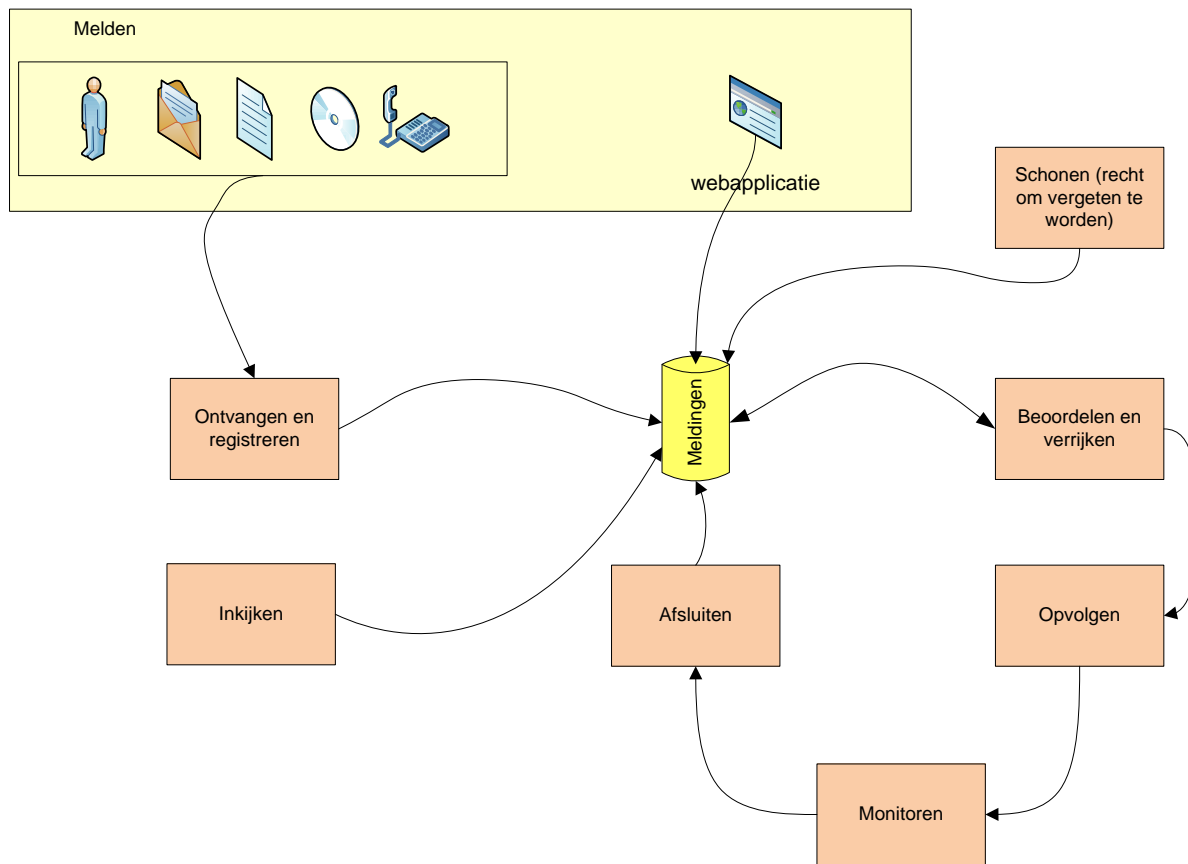 Melden
webapplicatie
Schonen (recht
om vergeten te
worden)
Ontvangen en
registreren
Meldingen
Beoordelen en
verrijken
Inkijken
Afsluiten
Opvolgen
Monitoren